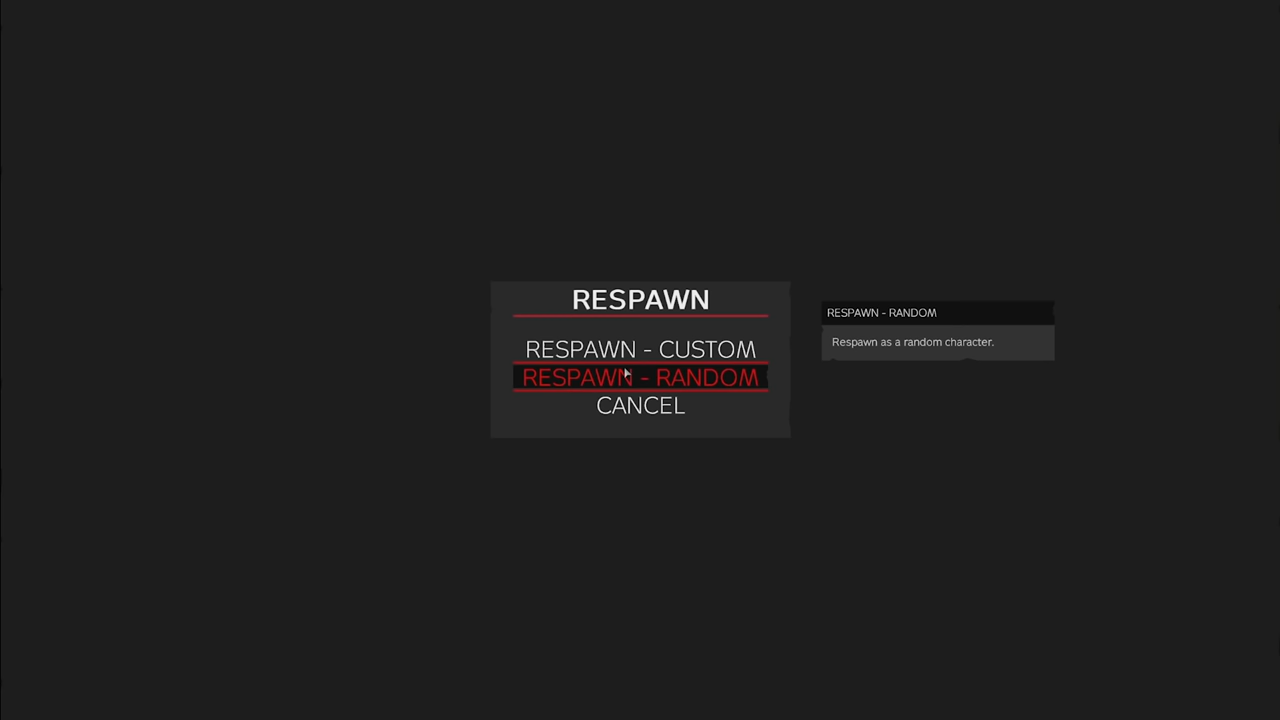 RESPAWN
RESPAWN - CUSTOM
RESPAWN - RANDOM
CANCEL
RESPAWN - RANDOM
Respawn as a random character.